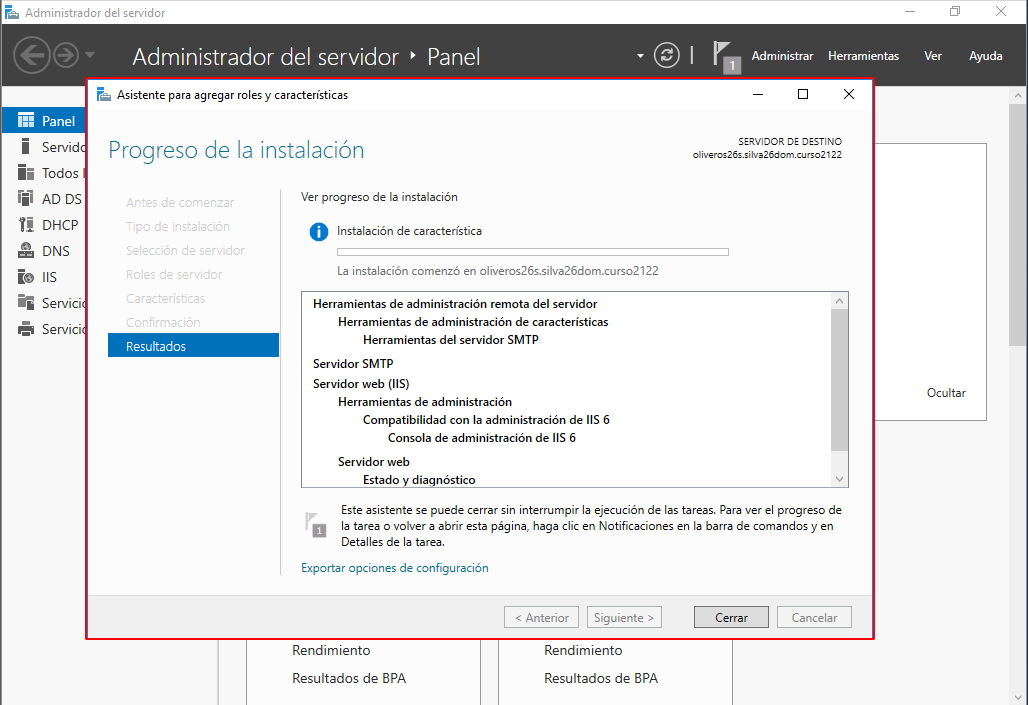 Administrador del servidor
Administrador del servidor ‣ Panel
1
Administrar Herramientas Ver Ayuda
Asistente para agregar roles y características
Panel
Todos
AD DS
DHCP
DNS
IIS
Progreso de la instalación
SERVIDOR DE DESTINO
oliveros26s.silva26dom.curso2122
Antes de comenzar
Tipo de instalación
Selección de servidor
Roles de servidor
Características
Confirmación
Resultados
Ver progreso de la instalación
Instalación de característica
La instalación comenzó en oliveros26s.silva26dom.curso2122
Herramientas de administración remota del servidor
Herramientas de administración de características
Herramientas del servidor SMTP
Servidor SMTP
Servidor web (IIS)
Herramientas de administración
Compatibilidad con la administración de IIS 6
Consola de administración de IIS 6
Servidor web
Estado y diagnóstico
1
Este asistente se puede cerrar sin interrumpir la ejecución de las tareas. Para ver el progreso de
la tarea o volver a abrir esta página, haga clic en Notificaciones en la barra de comandos y en
Detalles de la tarea.
Exportar opciones de configuración
< Anterior Siguiente > Cerrar Cancelar
Ocultar
Rendimiento
Resultados de BPA
Rendimiento
Resultados de BPA